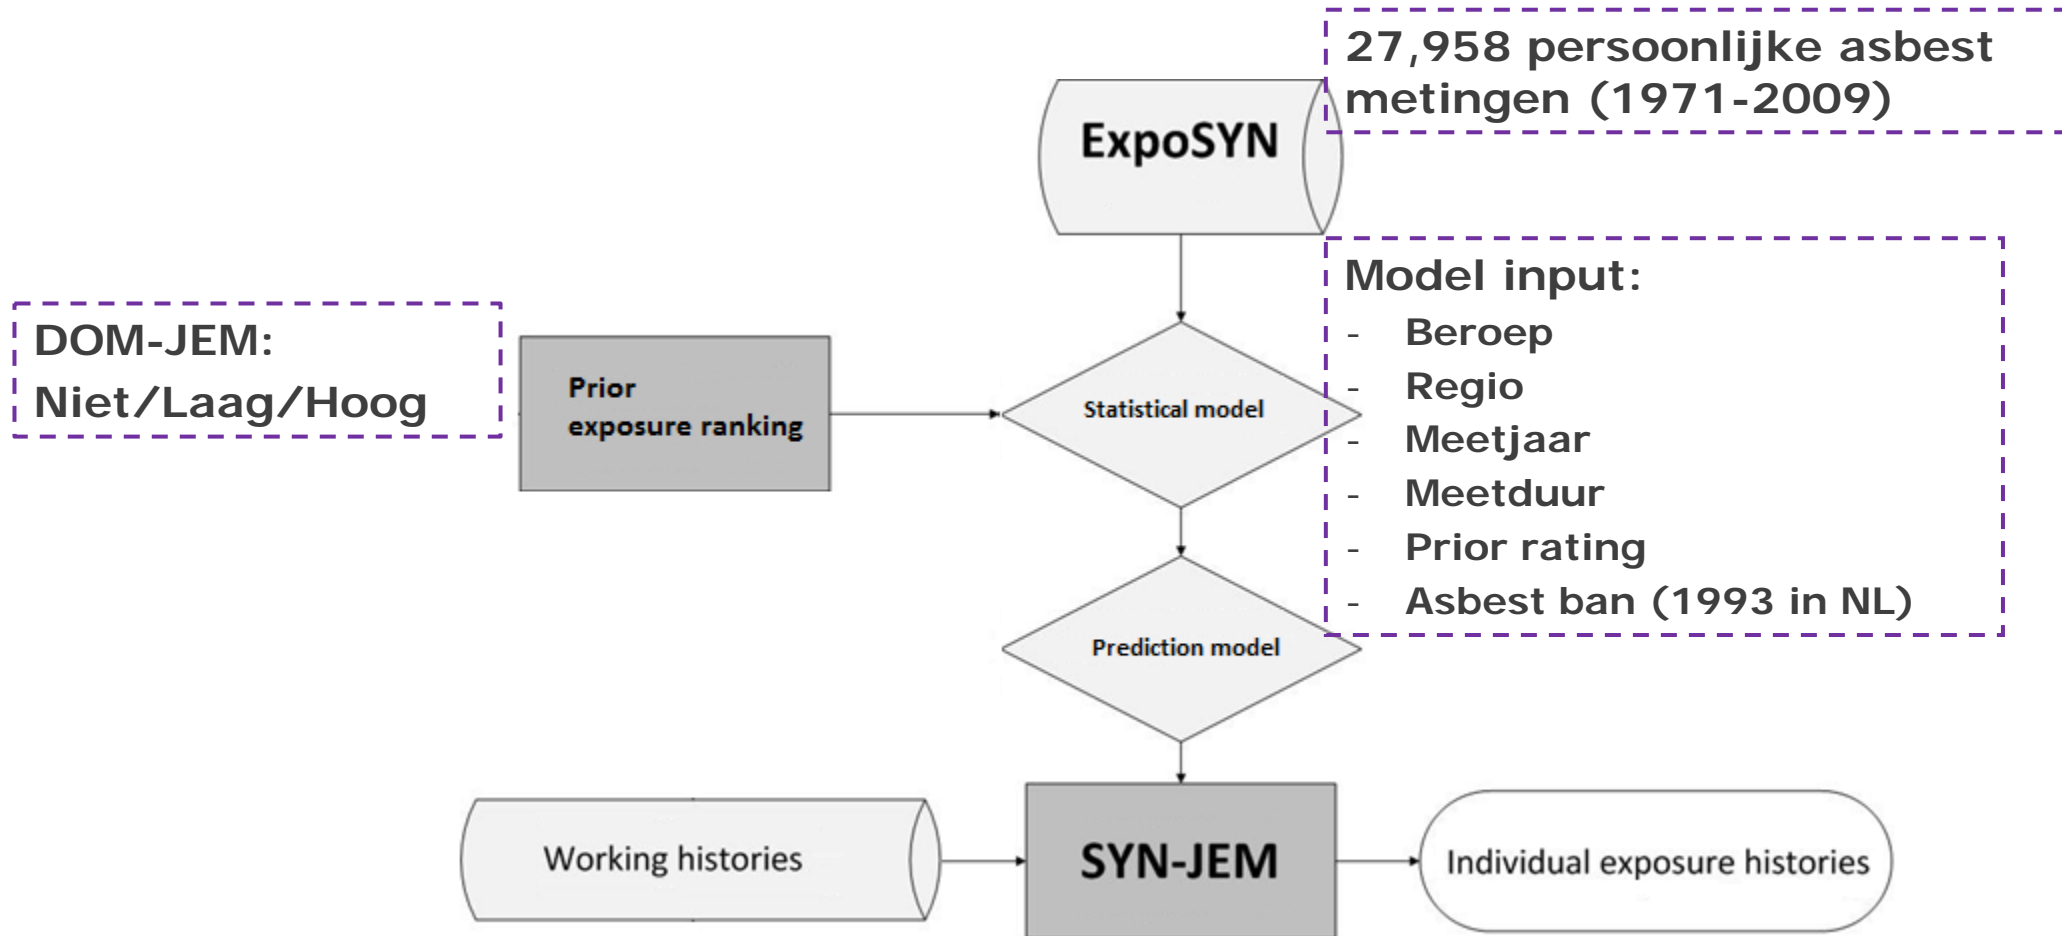 27,958 persoonlijke asbest
metingen (1971-2009)
ExpoSYN
Model input:
- Beroep
- Regio
- Meetjaar
- Meetduur
- Prior rating
- Asbest ban (1993 in NL)
DOM-JEM:
Niet/Laag/Hoog
Prior
exposure ranking
Statistical model
Prediction model
Working histories
SYN-JEM
Individual exposure histories